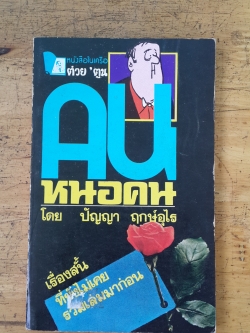 หนังสือในเครือ
ต่วย'ตูน
คน
หนอคน
โดย ปัญญา ฤกษ์อุไร
เรื่องสั้น
ที่ยังไม่เคย
รวมเล่มมาก่อน